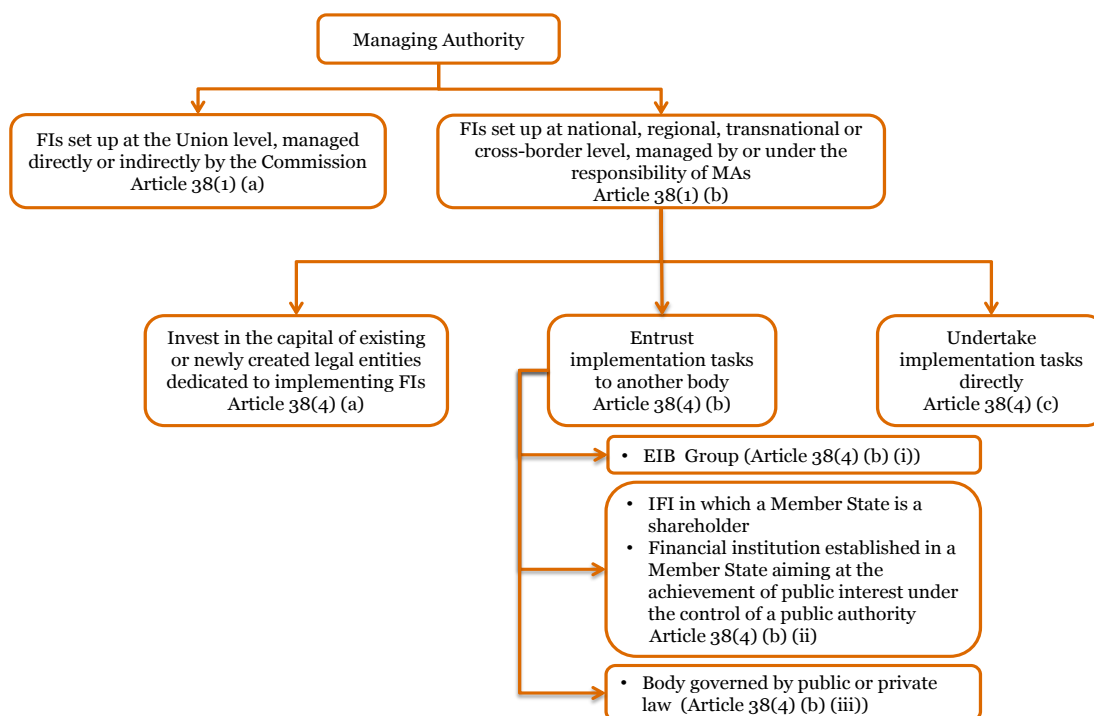 Managing Authority
FIs set up at the Union level, managed
directly or indirectly by the Commission
Article 38(1) (a)
FIs set up at national, regional, transnational or
cross-border level, managed by or under the
responsibility of MAs
Article 38(1) (b)
Invest in the capital of existing
or newly created legal entities
dedicated to implementing FIs
Article 38(4) (a)
Entrust
implementation tasks
to another body
Article 38(4) (b)
Undertake
implementation tasks
directly
Article 38(4) (c)
• EIB Group (Article 38(4) (b) (i))
• IFI in which a Member State is a
shareholder
• Financial institution established in a
Member State aiming at the
achievement of public interest under
the control of a public authority
Article 38(4) (b) (ii)
• Body governed by public or private
law (Article 38(4) (b) (iii))